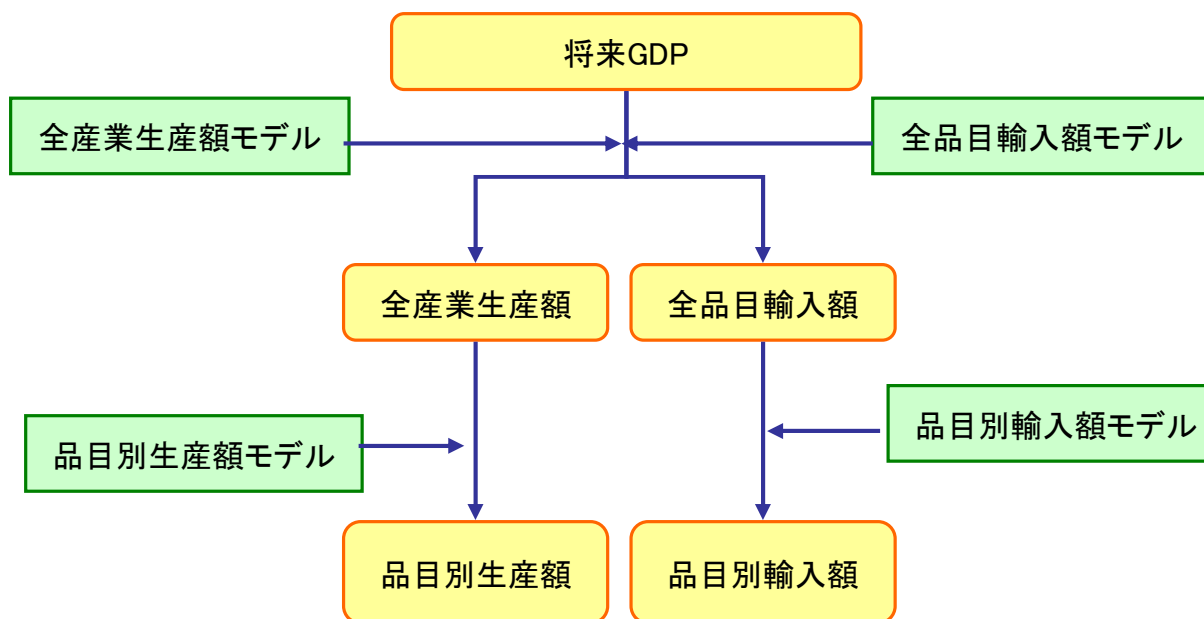 将来GDP
全産業生産額モデル
全品目輸入額モデル
全産業生産額
全品目輸入額
品目別生産額モデル
品目別輸入額モデル
品目別生産額
品目別輸入額